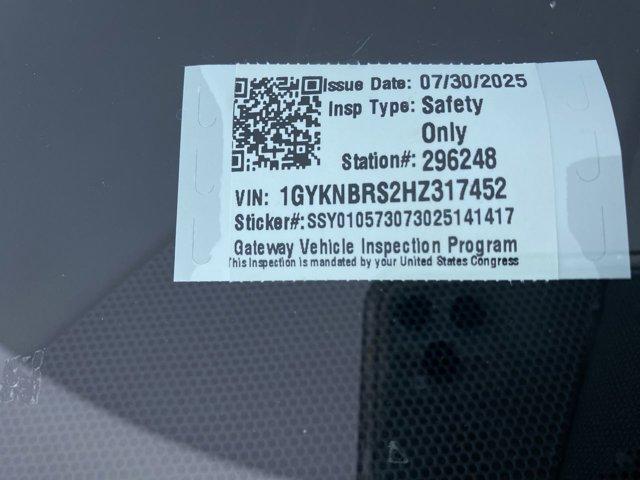 Issue Date: 07/30/2025
Insp Type: Safety
Only
Station#: 296248
VIN: 1GYKNBRS2HZ317452
Sticker#:SSY010573073025141417
Gateway Vehicle Inspection Program
This Inspection is mandated by your United States Congress